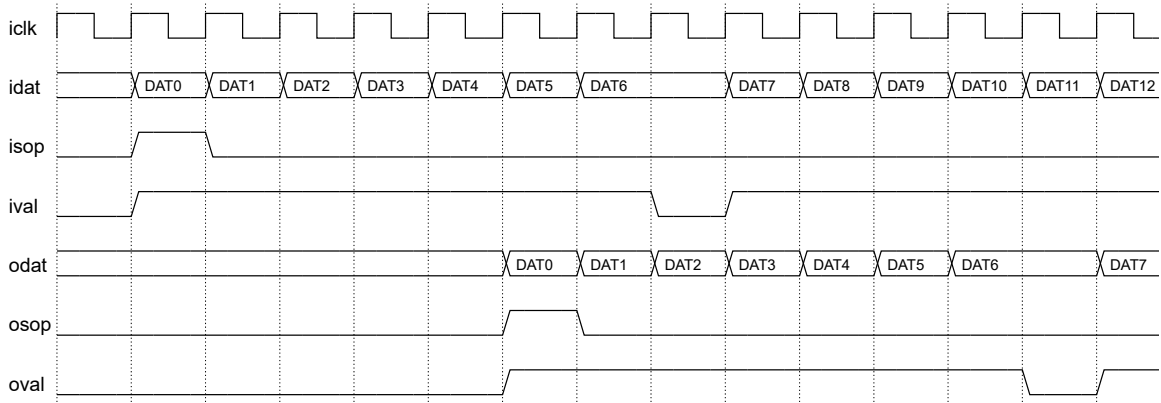 iclk
idat DAT0 DAT1 DAT2 DAT3 DAT4 DAT5 DAT6 DAT7 DAT8 DAT9 DAT10 DAT11 DAT12
isop
ival
odat DAT0 DAT1 DAT2 DAT3 DAT4 DAT5 DAT6 DAT7
osop
oval